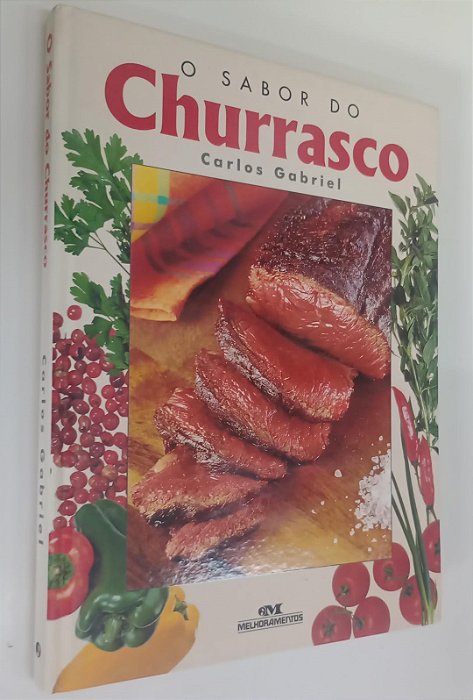 O SABOR DO
Churrasco
Carlos Gabriel
O Sabor do Churrasco
Carlos Gabriel
MELHORAMENTOS